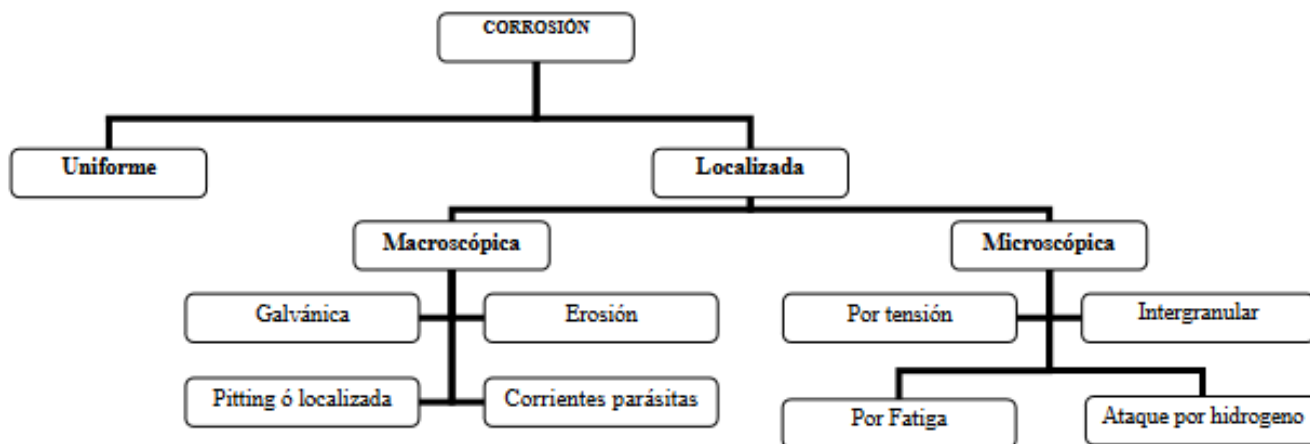 CORROSIÓN
Uniforme
Localizada
Macroscópica
Microscópica
Galvánica
Erosión
Por tensión
Intergranular
Pitting ó localizada
Corrientes parásitas
Por Fatiga
Ataque por hidrogeno